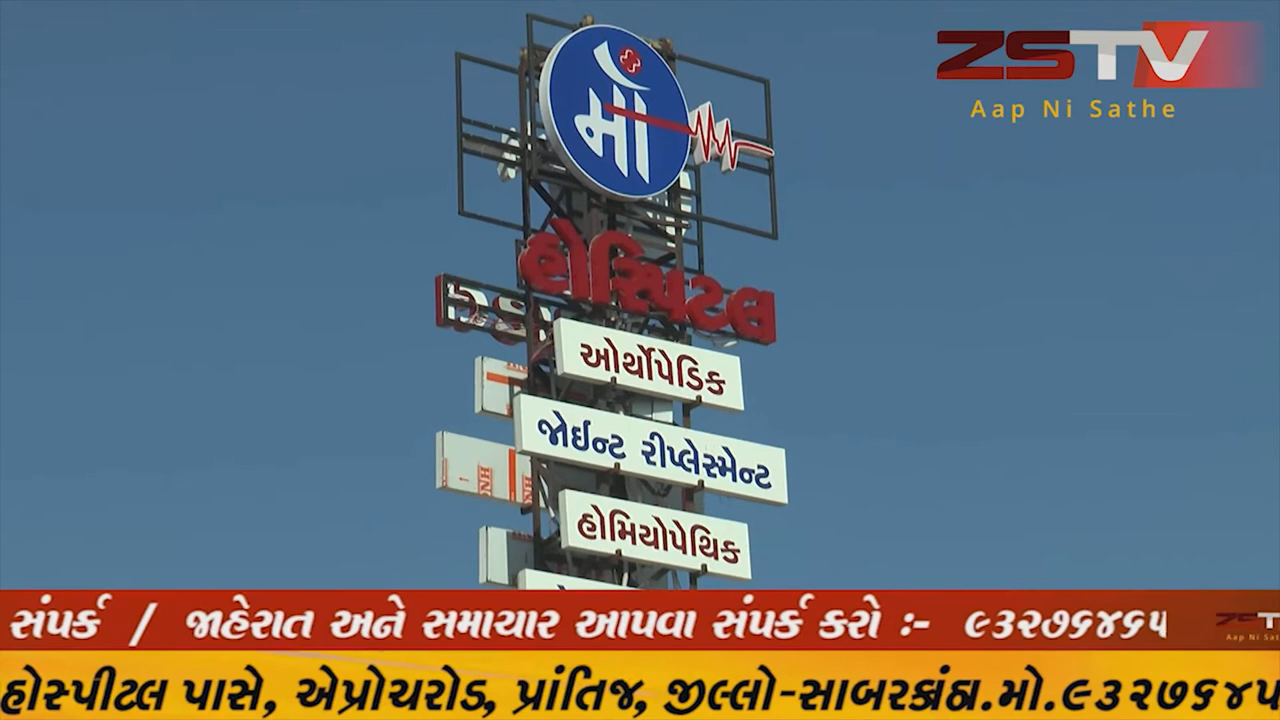 ZSTV
Aap Ni Sathe
માઁ
હોસ્પિટલ
ઓર્થોપેડિક
જોઈન્ટ રીપ્લેસ્મેન્ટ
હોમિયોપેથિક
સંપર્ક / જાહેરાત અને સમાચાર આપવા સંપર્ક કરો :- ૯૩૨૭૬૪૬૫
હોસ્પીટલ પાસે, એપ્રોચરોડ, પ્રાંતિજ, જીલ્લો-સાબરકાંઠા.મો.૯૩૨૭૬૪૫